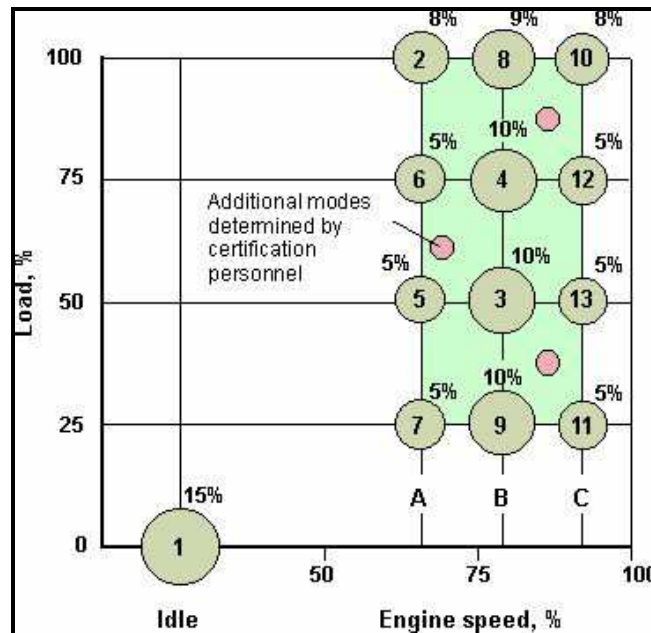 8% 9% 8%
100 2 8 10
10%
5% 5%
75 6 4 12
Additional modes
determined by
certification
personnel
5% 10% 5%
50 5 3 13
10%
5% 5%
25 7 9 11
A B C
15%
0 1
50 75 100
Idle Engine speed, %
Load, %